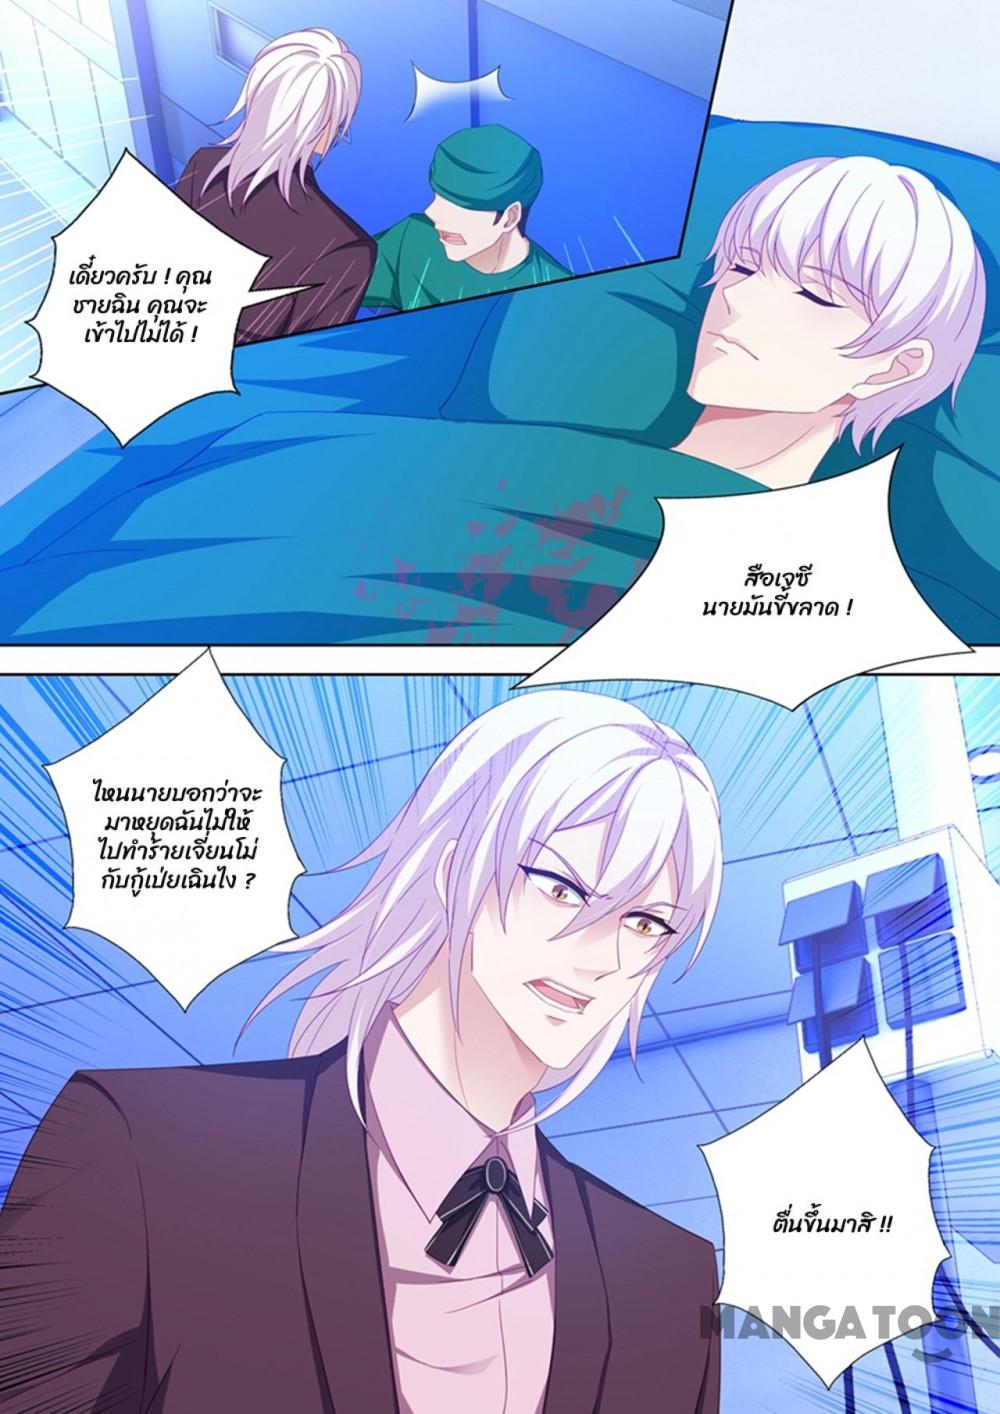 เดี๋ยวครับ ! คุณ
ชายฉิน คุณจะ
เข้าไปไม่ได้ !
สือเจซี
นายมันขี้ขลาด !
ไหนนายบอกว่าจะ
มาหยุดฉันไม่ให้
ไปทำร้ายเจี่ยนโม่
กับกู้เป่ยเฉินไง ?
ตื่นขึ้นมาสิ !!
MANGATOON